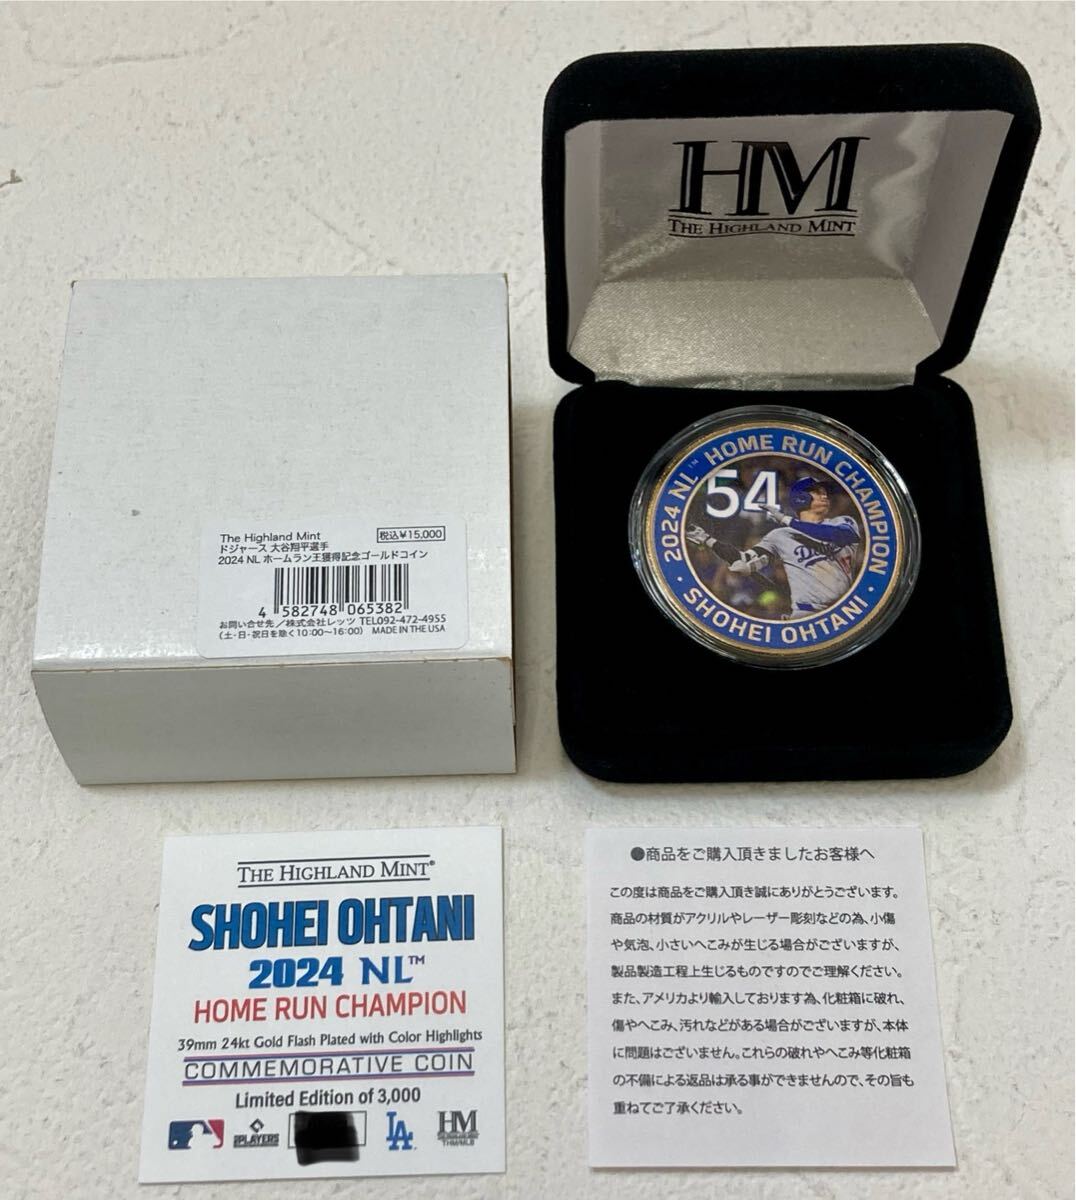 HM
THE HIGHLAND MINT
2024 NL™ HOME RUN CHAMPION
54
Dodgers
17
• SHOHEI OHTANI •
The Highland Mint
税込¥15,000
ドジャース 大谷翔平選手
2024 NL ホームラン王獲得記念ゴールドコイン
4 582748 065382
お問い合せ先/株式会社レッツ TEL092-472-4955
(土・日・祝日を除く10:00〜16:00) MADE IN THE USA
THE HIGHLAND MINT®
SHOHEI OHTANI
2024 NL™
HOME RUN CHAMPION
39mm 24kt Gold Flash Plated with Color Highlights
COMMEMORATIVE COIN
Limited Edition of 3,000
PLAYERS
LA
HM
THM/MLB
●商品をご購入頂きましたお客様へ
この度は商品をご購入頂き誠にありがとうございます。
商品の材質がアクリルやレーザー彫刻などの為、小傷
や気泡、小さいへこみが生じる場合がございますが、
製品製造工程上生じるものですのでご理解ください。
また、アメリカより輸入しております為、化粧箱に破れ、
傷やへこみ、汚れなどがある場合がございますが、本体
に問題はございません。これらの破れやへこみ等化粧箱
の不備による返品は承る事ができませんので、その旨も
重ねてご了承ください。